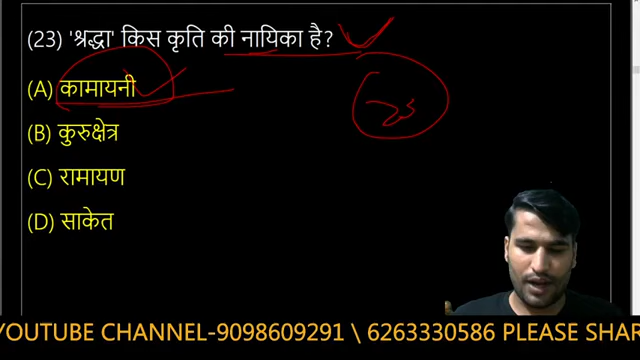 (23) 'श्रद्धा' किस कृति की नायिका है?
(A) कामायनी
(B) कुरुक्षेत्र
(C) रामायण
(D) साकेत
YOUTUBE CHANNEL-9098609291 \ 6263330586 PLEASE SHAR